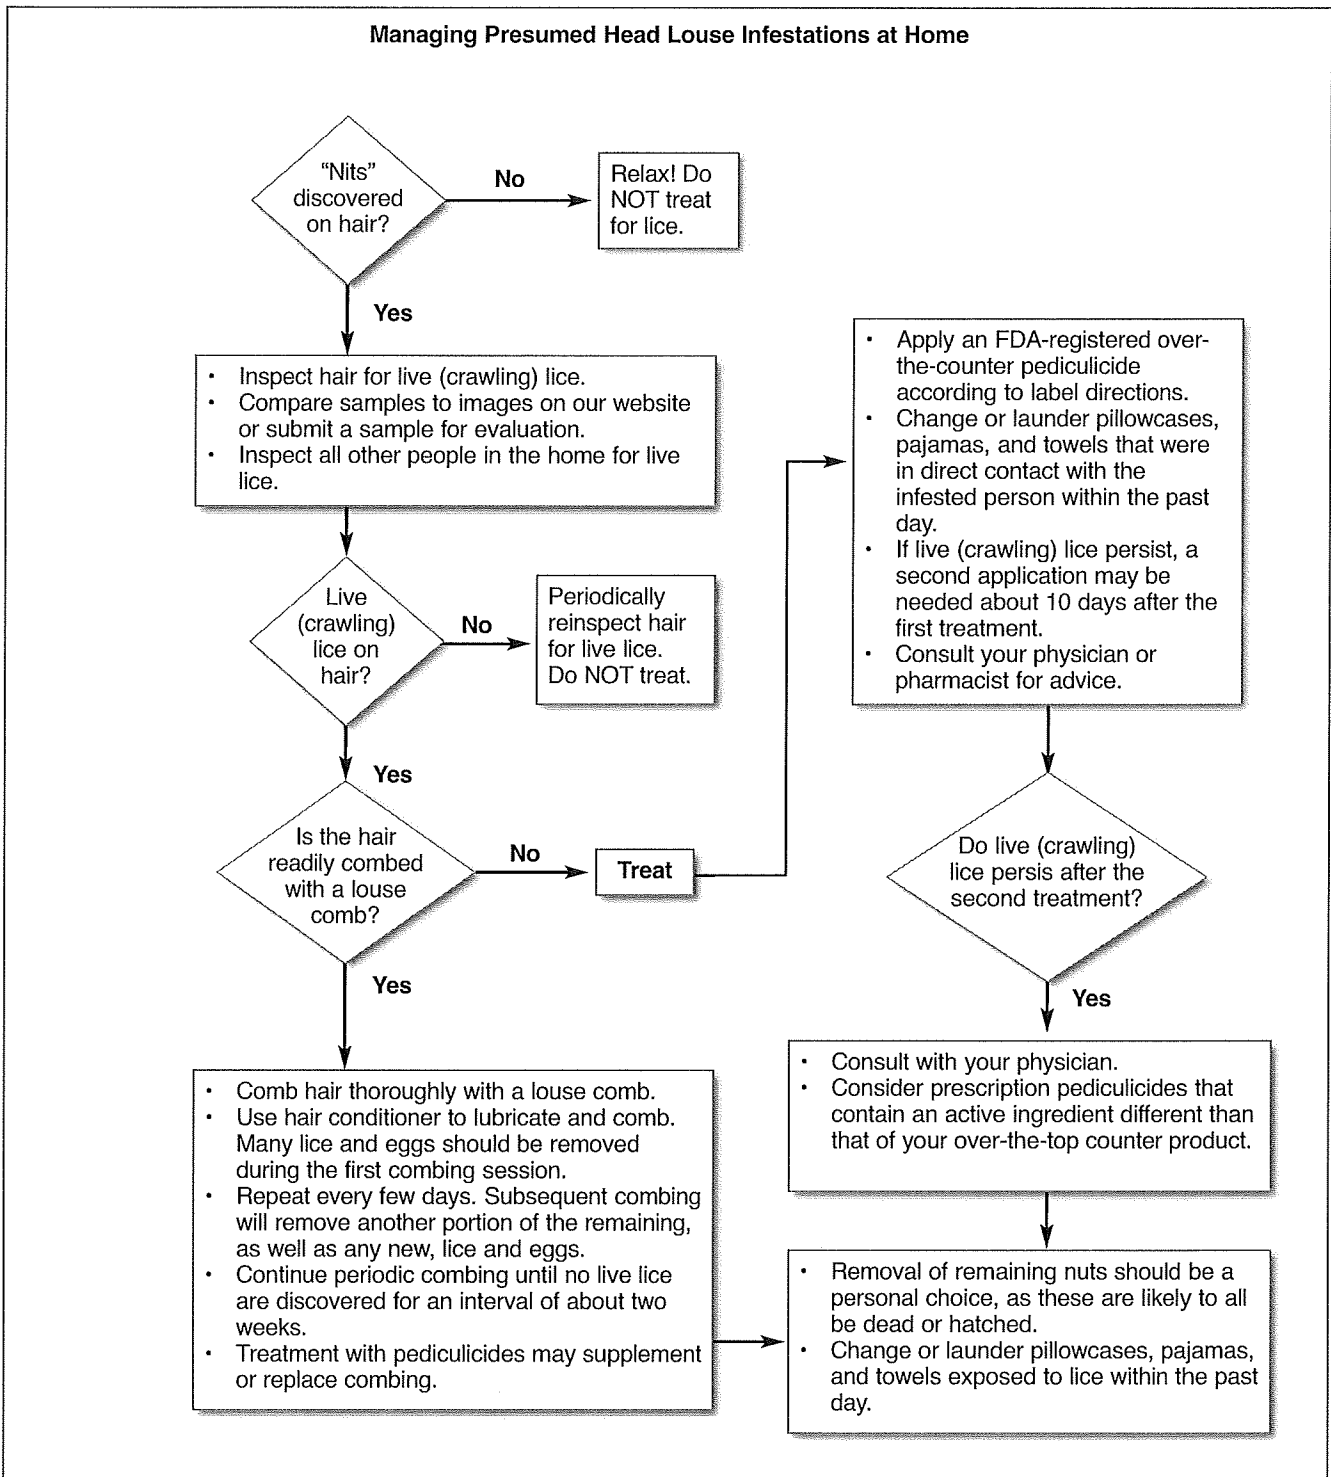 Managing Presumed Head Louse Infestations at Home
“Nits”
discovered
on hair?
No
Relax! Do
NOT treat
for lice.
Yes
• Inspect hair for live (crawling) lice.
• Compare samples to images on our website
or submit a sample for evaluation.
• Inspect all other people in the home for live
lice.
Live
(crawling)
lice on
hair?
No
Periodically
reinspect hair
for live lice.
Do NOT treat.
Yes
Is the hair
readily combed
with a louse
comb?
No
Treat
Yes
• Comb hair thoroughly with a louse comb.
• Use hair conditioner to lubricate and comb.
Many lice and eggs should be removed
during the first combing session.
• Repeat every few days. Subsequent combing
will remove another portion of the remaining,
as well as any new, lice and eggs.
• Continue periodic combing until no live lice
are discovered for an interval of about two
weeks.
• Treatment with pediculicides may supplement
or replace combing.
• Apply an FDA-registered over-
the-counter pediculicide
according to label directions.
• Change or launder pillowcases,
pajamas, and towels that were
in direct contact with the
infested person within the past
day.
• If live (crawling) lice persist, a
second application may be
needed about 10 days after the
first treatment.
• Consult your physician or
pharmacist for advice.
Do live (crawling)
lice persis after the
second treatment?
Yes
• Consult with your physician.
• Consider prescription pediculicides that
contain an active ingredient different than
that of your over-the-top counter product.
• Removal of remaining nuts should be a
personal choice, as these are likely to all
be dead or hatched.
• Change or launder pillowcases, pajamas,
and towels exposed to lice within the past
day.